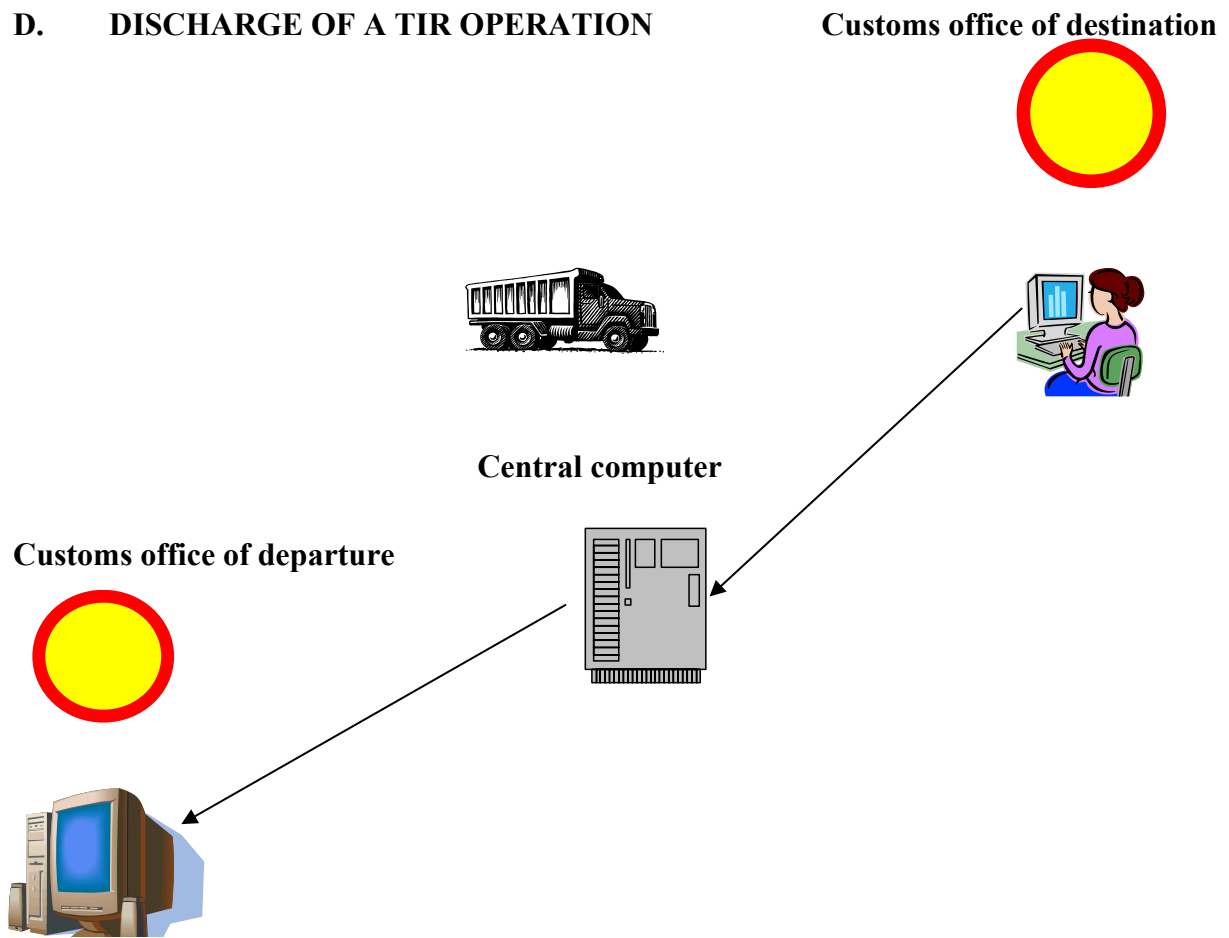 D. DISCHARGE OF A TIR OPERATION
Customs office of destination
Central computer
Customs office of departure